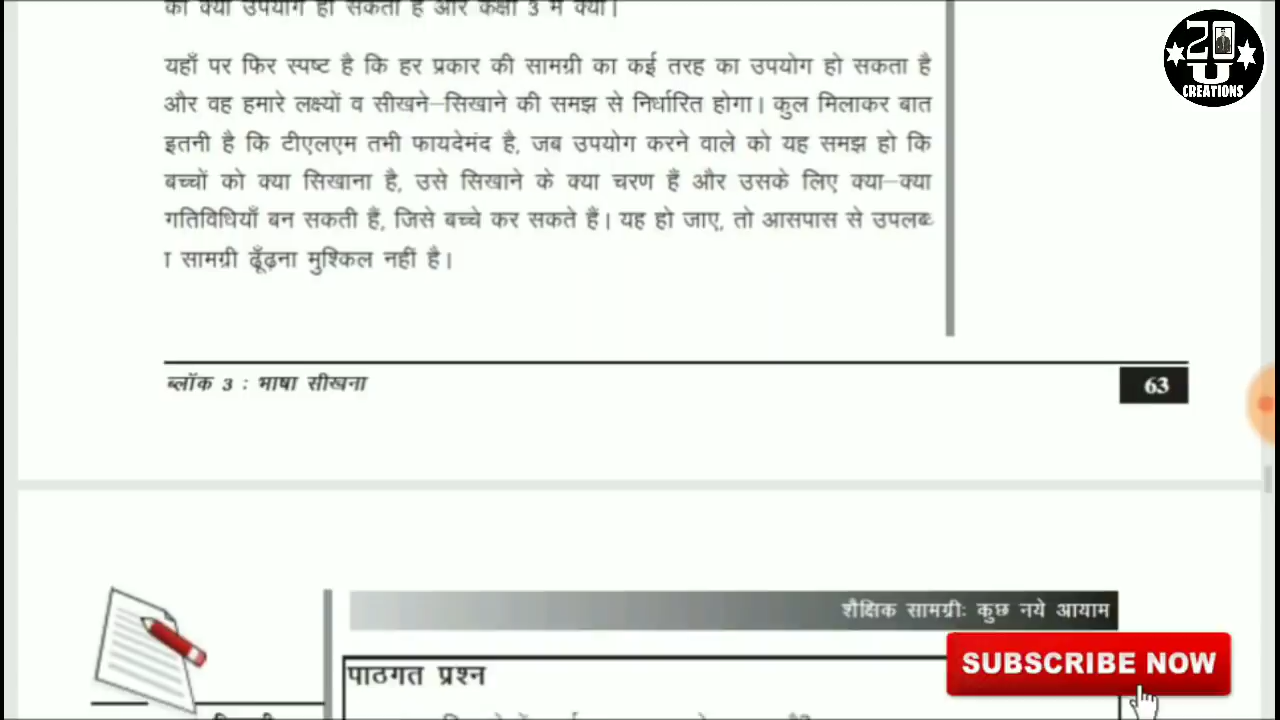 को क्या उपयोग हो सकता है और कक्षा 3 में क्या।
20
U
CREATIONS
यहाँ पर फिर स्पष्ट है कि हर प्रकार की सामग्री का कई तरह का उपयोग हो सकता है
और वह हमारे लक्ष्यों व सीखने–सिखाने की समझ से निर्धारित होगा। कुल मिलाकर बात
इतनी है कि टीएलएम तभी फायदेमंद है, जब उपयोग करने वाले को यह समझ हो कि
बच्चों को क्या सिखाना है, उसे सिखाने के क्या चरण हैं और उसके लिए क्या–क्या
गतिविधियाँ बन सकती हैं, जिसे बच्चे कर सकते हैं। यह हो जाए, तो आसपास से उपलब्ध
ा सामग्री ढूँढ़ना मुश्किल नहीं है।
ब्लॉक 3 : भाषा सीखना
63
शैक्षिक सामग्रीः कुछ नये आयाम
पाठगत प्रश्न
SUBSCRIBE NOW